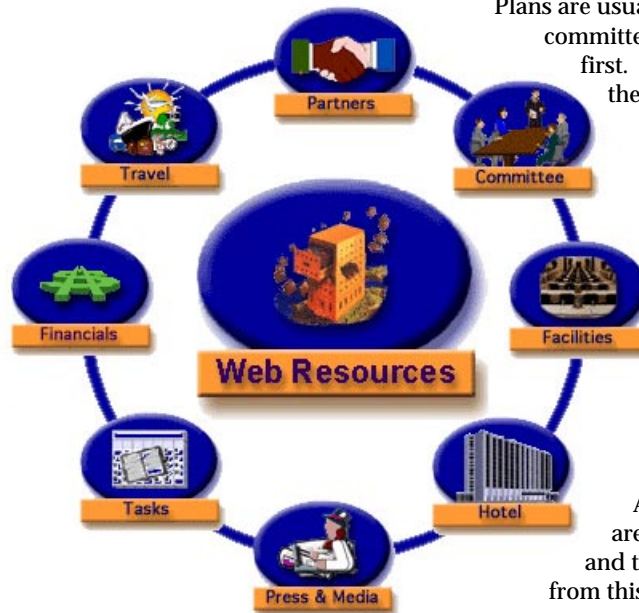 Plans are usua
committe
first.
the
Partners
Travel
Committee
Financials
Facilities
Web Resources
Tasks
Hotel
Press & Media
A
are
and t
from this